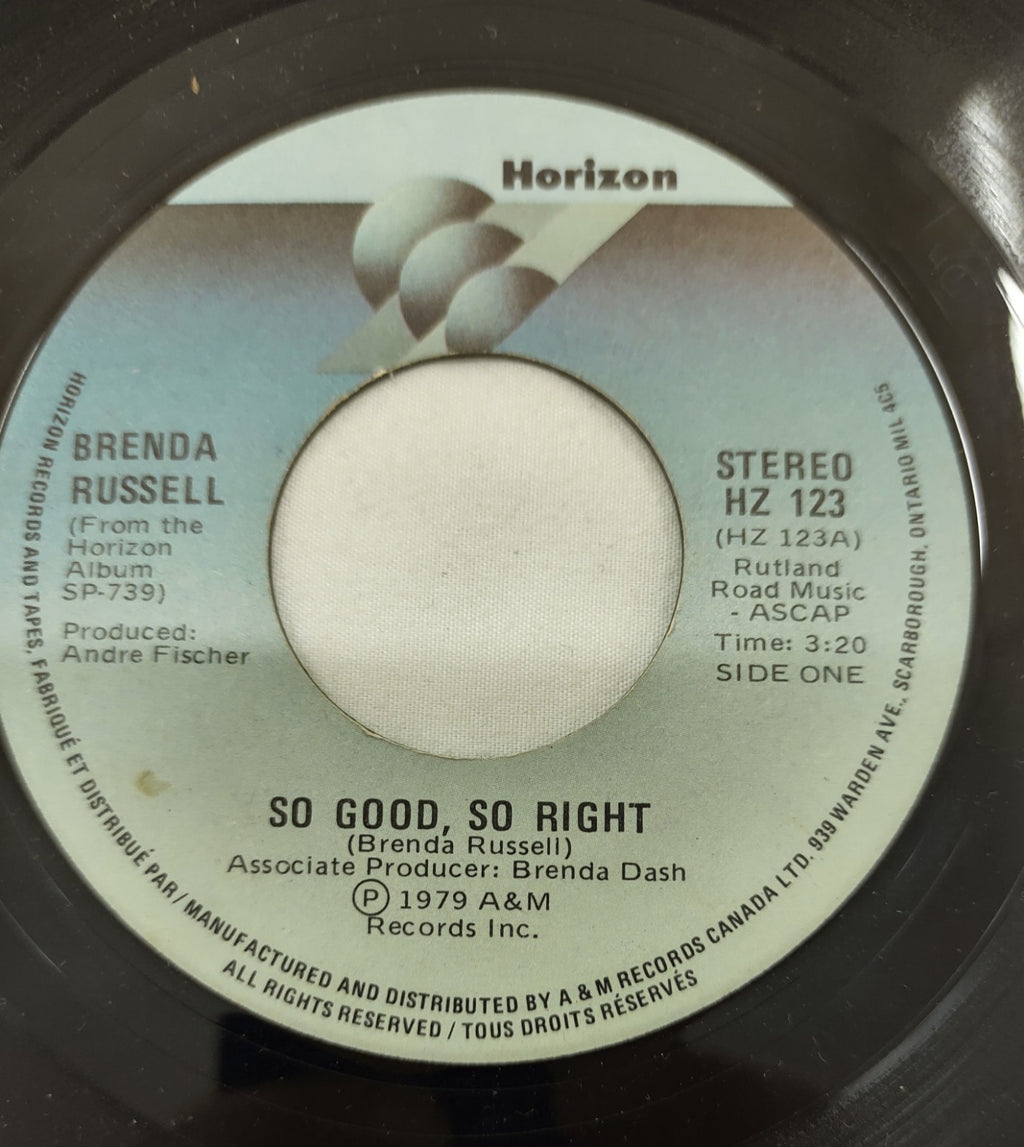 Horizon
BRENDA
RUSSELL
(From the
Horizon
Album
SP-739)
Produced:
Andre Fischer
STEREO
HZ 123
(HZ 123A)
Rutland
Road Music
- ASCAP
Time: 3:20
SIDE ONE
SO GOOD, SO RIGHT
(Brenda Russell)
Associate Producer: Brenda Dash
Ⓟ 1979 A&M
Records Inc.
HORIZON RECORDS AND TAPES, FABRIQUÉ ET DISTRIBUÉ PAR / MANUFACTURED AND DISTRIBUTED BY A & M RECORDS CANADA LTD. 939 WARDEN AVE., SCARBOROUGH, ONTARIO MIL 4C5
ALL RIGHTS RESERVED / TOUS DROITS RÉSERVÉS